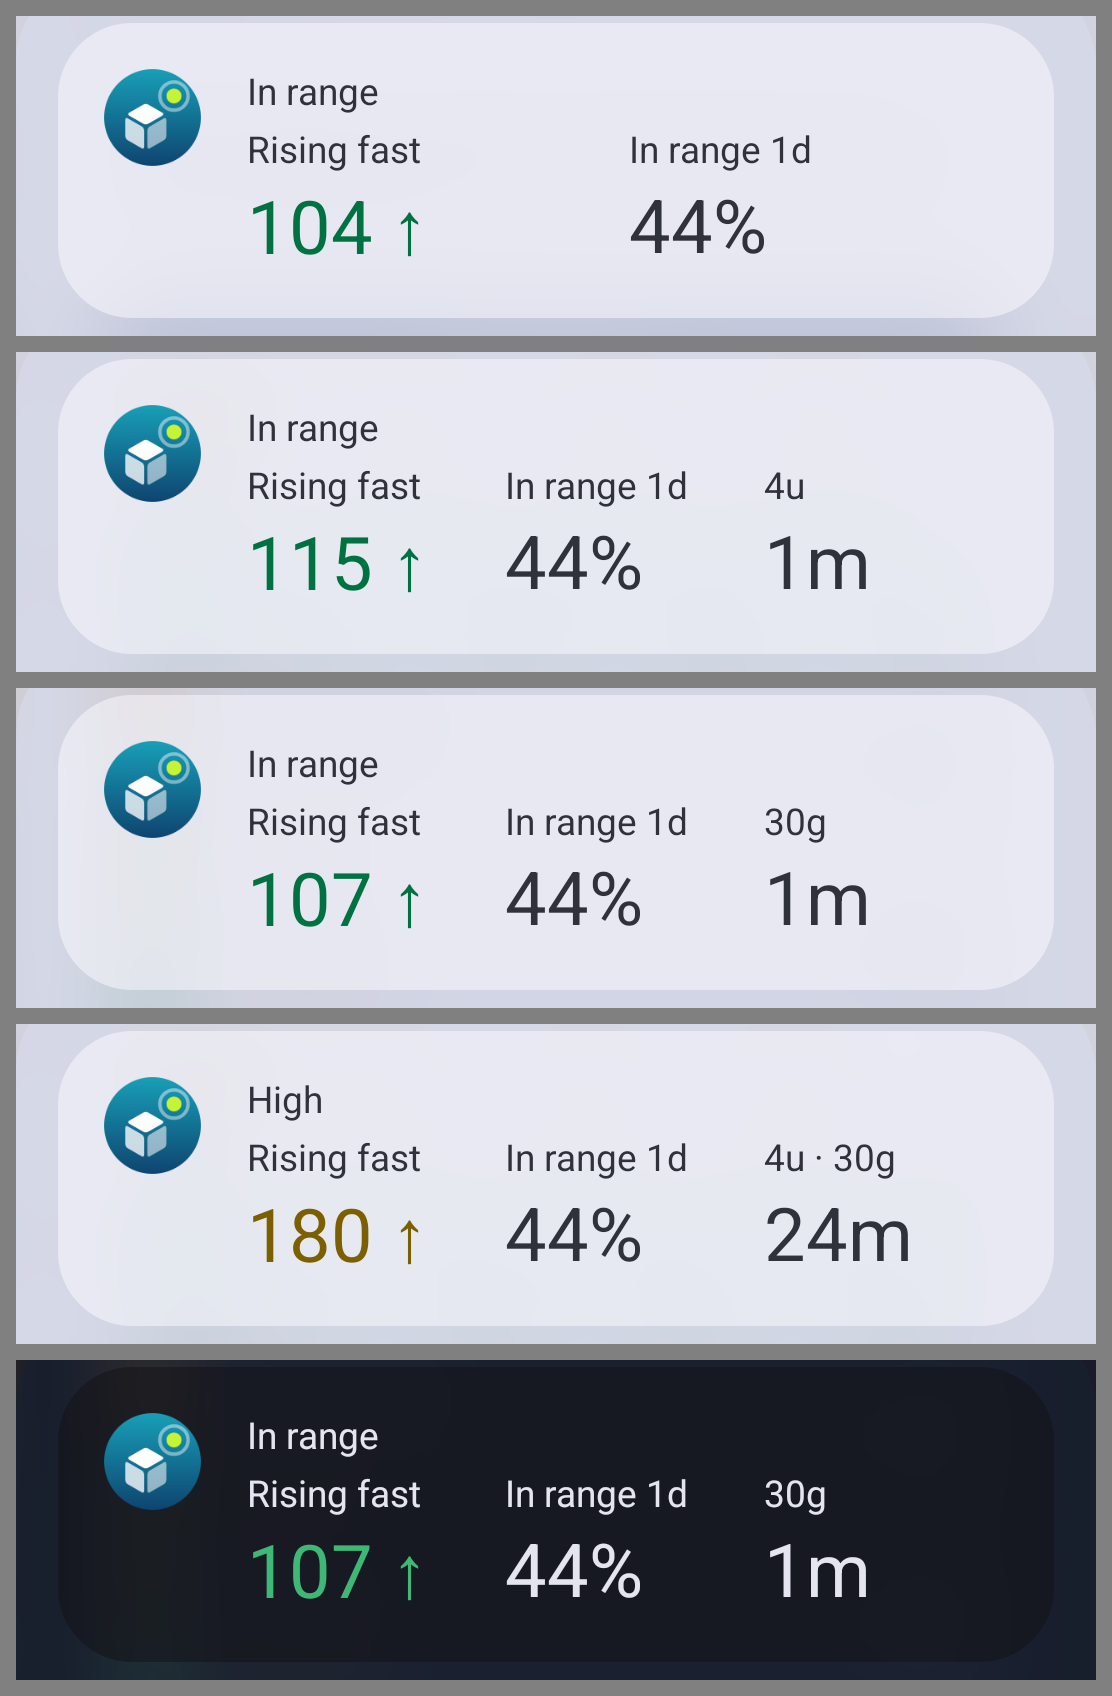 In range
Rising fast In range 1d
104 ↑ 44%
In range
Rising fast In range 1d 4u
115 ↑ 44% 1m
In range
Rising fast In range 1d 30g
107 ↑ 44% 1m
High
Rising fast In range 1d 4u · 30g
180 ↑ 44% 24m
In range
Rising fast In range 1d 30g
107 ↑ 44% 1m